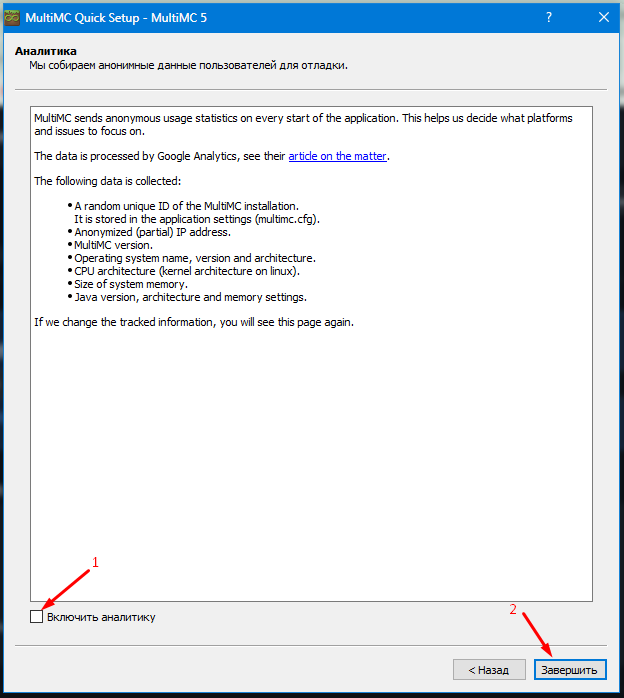 MultiMC Quick Setup - MultiMC 5
?
Аналитика
Мы собираем анонимные данные пользователей для отладки.
MultiMC sends anonymous usage statistics on every start of the application. This helps us decide what platforms
and issues to focus on.
The data is processed by Google Analytics, see their article on the matter.
The following data is collected:
• A random unique ID of the MultiMC installation.
It is stored in the application settings (multimc.cfg).
• Anonymized (partial) IP address.
• MultiMC version.
• Operating system name, version and architecture.
• CPU architecture (kernel architecture on linux).
• Size of system memory.
• Java version, architecture and memory settings.
If we change the tracked information, you will see this page again.
1
Включить аналитику
2
< Назад
Завершить